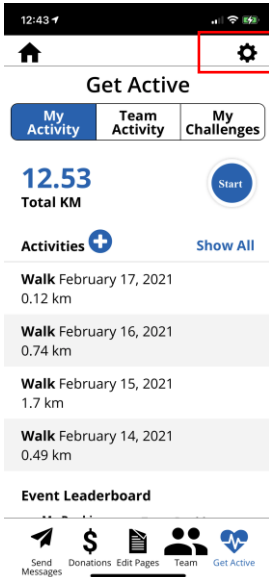 12:43
Get Active
My Activity
Team Activity
My Challenges
12.53
Total KM
Start
Activities
Show All
Walk February 17, 2021
0.12 km
Walk February 16, 2021
0.74 km
Walk February 15, 2021
1.7 km
Walk February 14, 2021
0.49 km
Event Leaderboard
Send Messages
Donations
Edit Pages
Team
Get Active